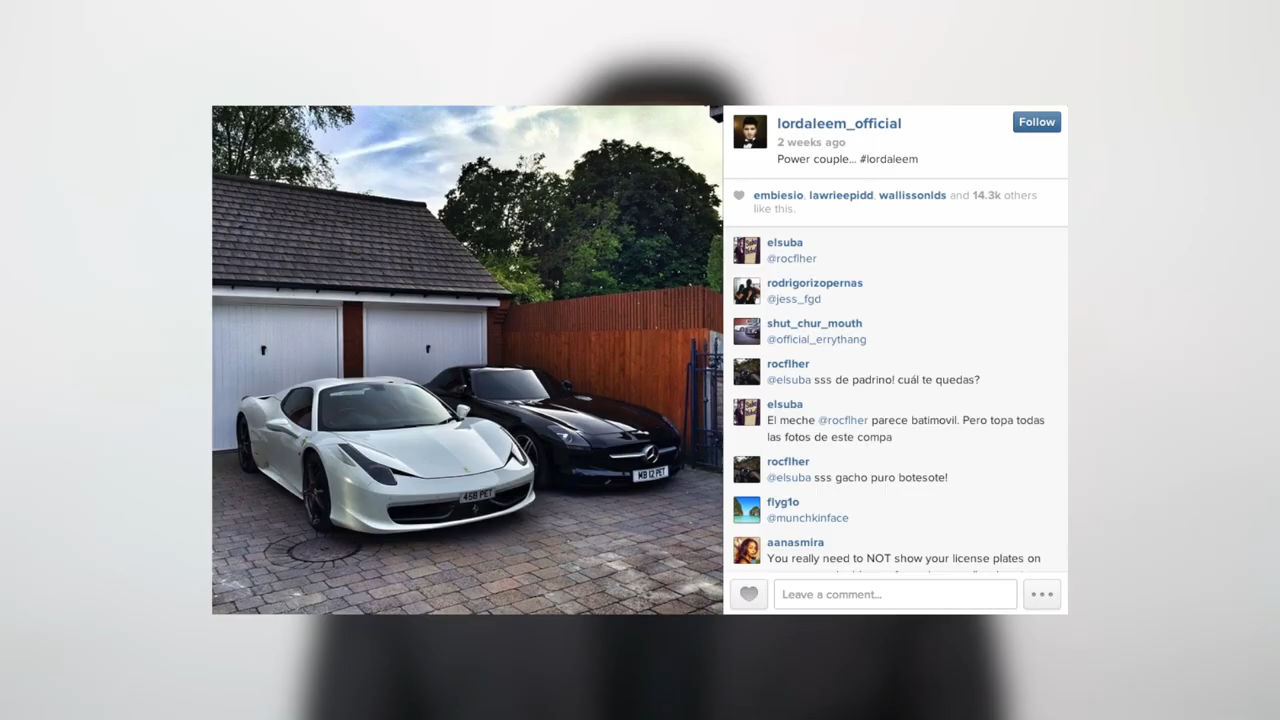 lordaleem_official
Follow
2 weeks ago
Power couple... #lordaleem
embiesio, lawrieepidd, wallissonlds and 14.3k others
like this.
elsuba
@rocflher
rodrigorizopernas
@jess_fgd
shut_chur_mouth
@official_errythang
rocflher
@elsuba sss de padrino! cuál te quedas?
elsuba
El meche @rocflher parece batimovil. Pero topa todas
las fotos de este compa
rocflher
@elsuba sss gacho puro botesote!
flyg1o
@munchkinface
aanasmira
You really need to NOT show your license plates on
Leave a comment...
458 PET
MB 12 PET